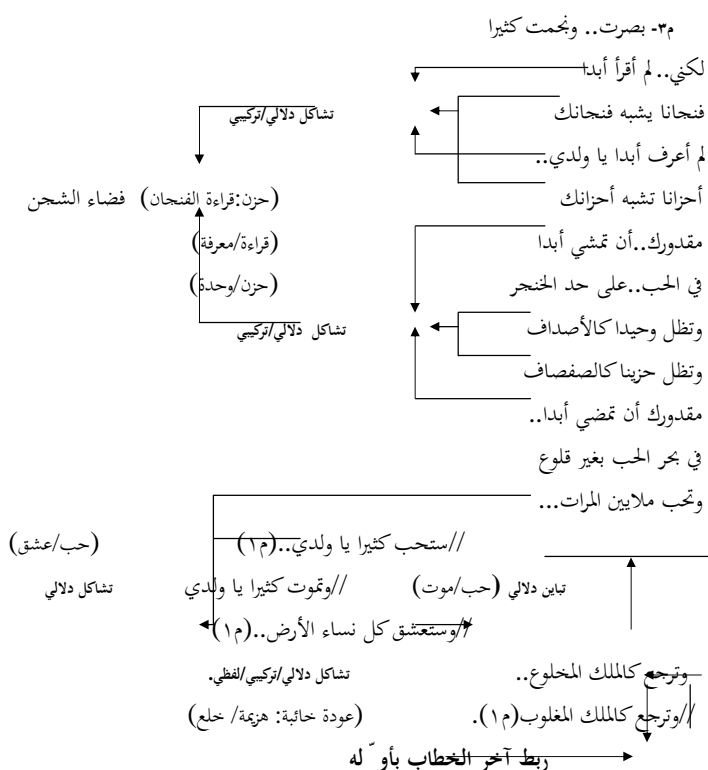 م٣- بصرت.. ونجمت كثيرا
لكني.. لم أقرأ أبدا
فنجانا يشبه فنجانك
تشاكل دلالي/تركيبي
لم أعرف أبدا يا ولدي..
أحزانا تشبه أحزانك
(حزن:قراءة الفنجان) فضاء الشجن
مقدورك..أن تمشي أبدا
(قراءة/معرفة)
في الحب..على حد الخنجر
(حزن/وحدة)
وتظل وحيدا كالأصداف
تشاكل دلالي/تركيبي
وتظل حزينا كالصفصاف
مقدورك أن تمضي أبدا..
في بحر الحب بغير قلوع
وتحب ملايين المرات...
//ستحب كثيرا يا ولدي..(م١) (حب/عشق)
تباين دلالي (حب/موت) //وتموت كثيرا يا ولدي تشاكل دلالي
//وستعشق كل نساء الأرض..(م١)
وترجع كالملك المخلوع.. تشاكل دلالي/تركيبي/لفظي.
//وترجع كالملك المغلوب(م١). (عودة خائبة: هزيمة/ خلع)
ربط آخر الخطاب بأوّله